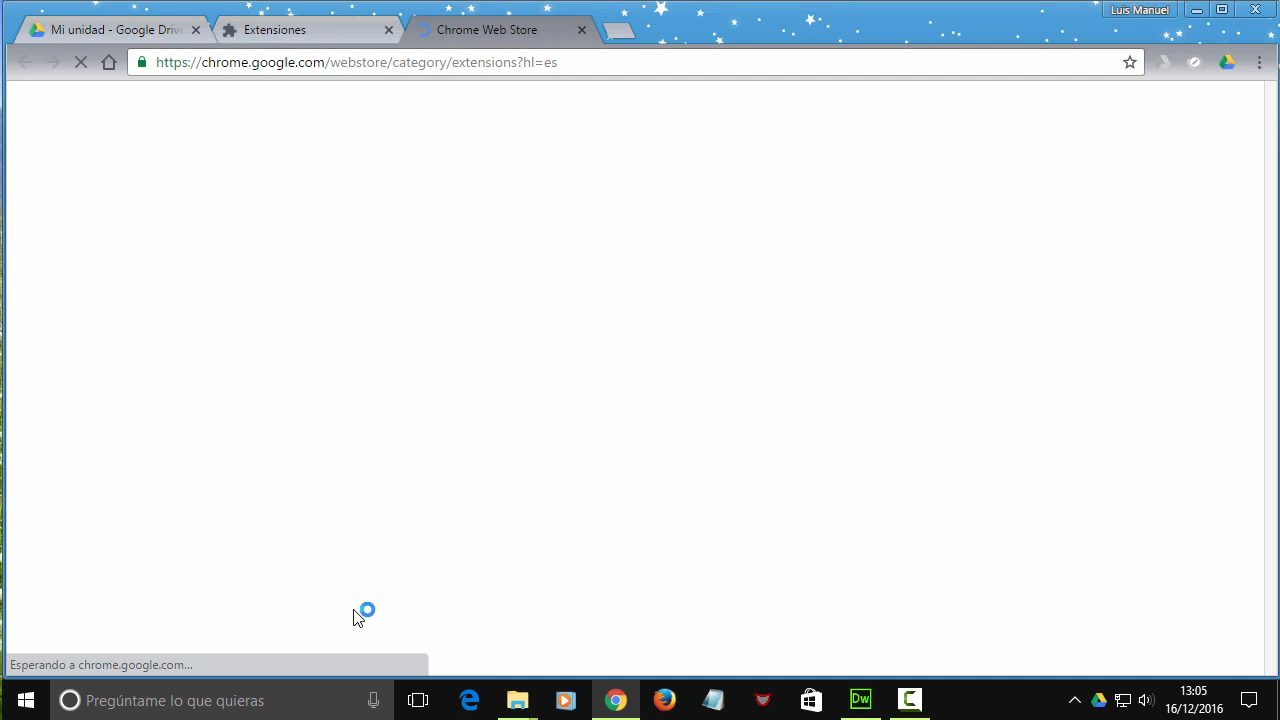 Luis Manuel
Mi unidad - Google Driv
Extensiones
Chrome Web Store
https://chrome.google.com/webstore/category/extensions?hl=es
Esperando a chrome.google.com...
Pregúntame lo que quieras
Dw
C
13:05
16/12/2016